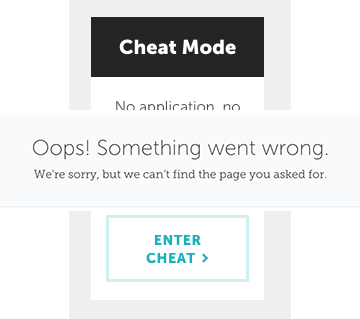 Cheat Mode
No application, no
Oops! Something went wrong.
We're sorry, but we can't find the page you asked for.
ENTER
CHEAT >